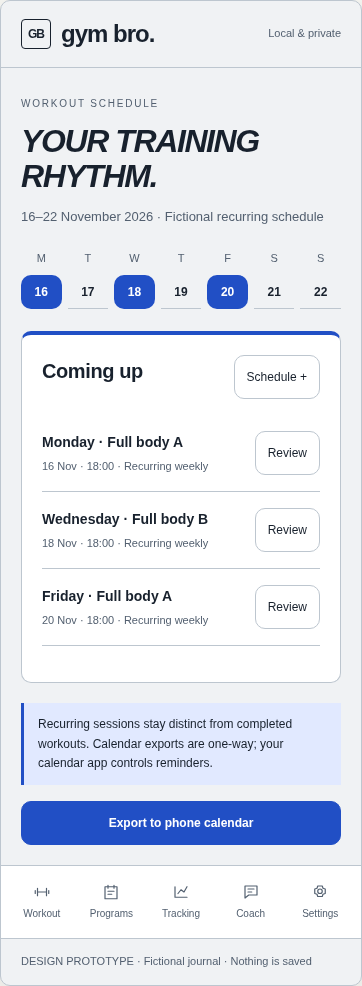 GB gym bro. Local & private
WORKOUT SCHEDULE
YOUR TRAINING
RHYTHM.
16–22 November 2026 · Fictional recurring schedule
M T W T F S S
16 17 18 19 20 21 22
Coming up Schedule +
Monday · Full body A
16 Nov · 18:00 · Recurring weekly
Review
Wednesday · Full body B
18 Nov · 18:00 · Recurring weekly
Review
Friday · Full body A
20 Nov · 18:00 · Recurring weekly
Review
Recurring sessions stay distinct from completed
workouts. Calendar exports are one-way; your
calendar app controls reminders.
Export to phone calendar
Workout Programs Tracking Coach Settings
DESIGN PROTOTYPE · Fictional journal · Nothing is saved